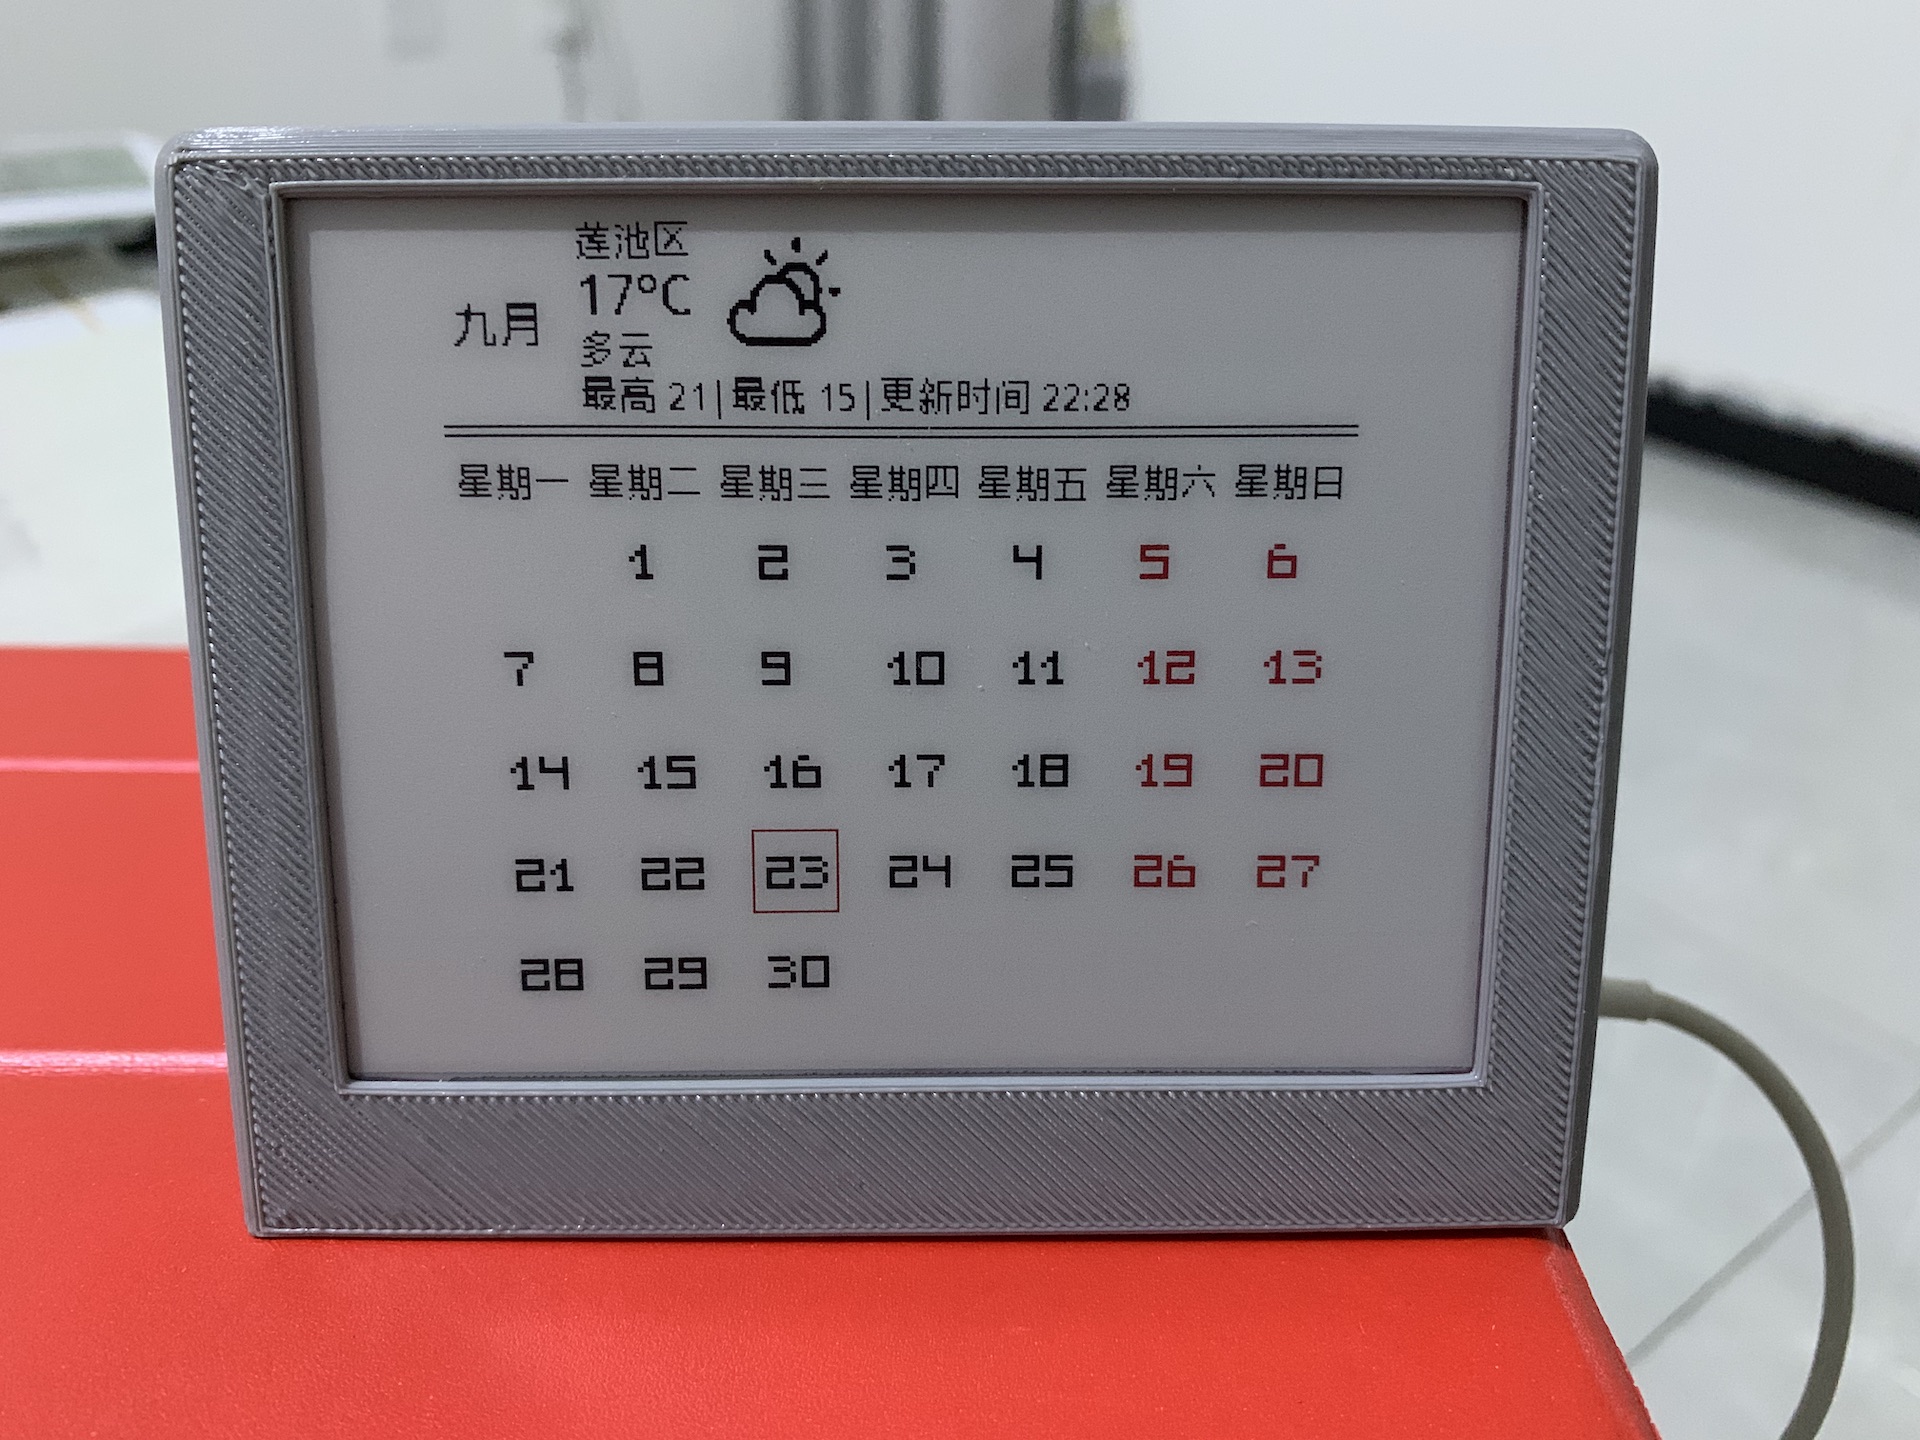 莲池区
17°C
九月
多云
最高 21|最低 15|更新时间 22:28
星期一 星期二 星期三 星期四 星期五 星期六 星期日
1 2 3 4 5 6
7 8 9 10 11 12 13
14 15 16 17 18 19 20
21 22 23 24 25 26 27
28 29 30